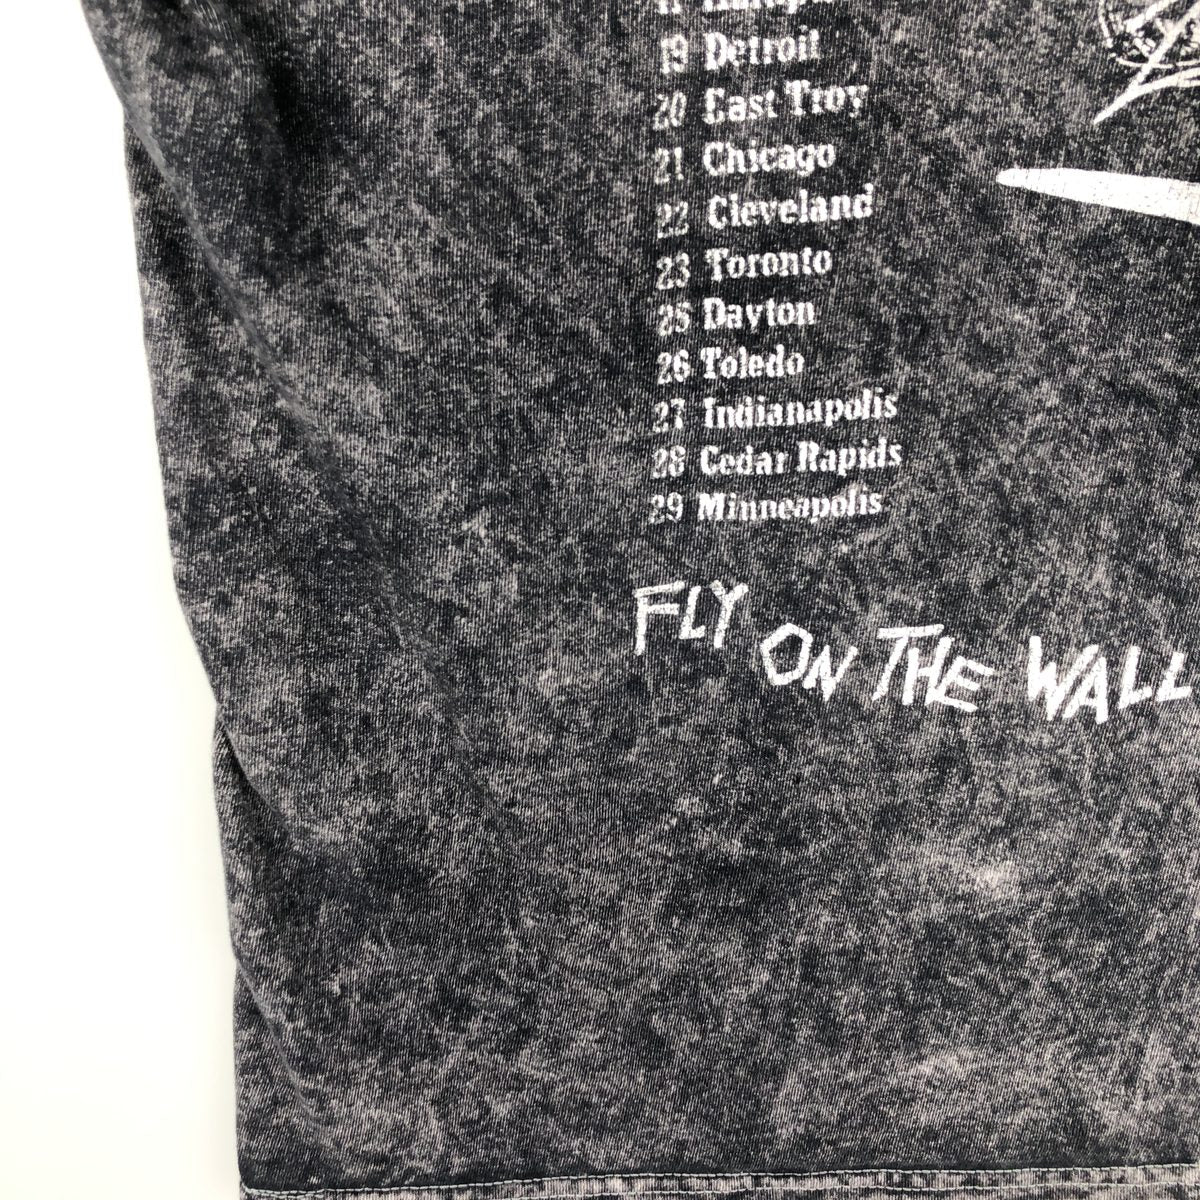 19 Detroit
20 East Troy
21 Chicago
22 Cleveland
23 Toronto
25 Dayton
26 Toledo
27 Indianapolis
28 Cedar Rapids
29 Minneapolis
FLY ON THE WALL